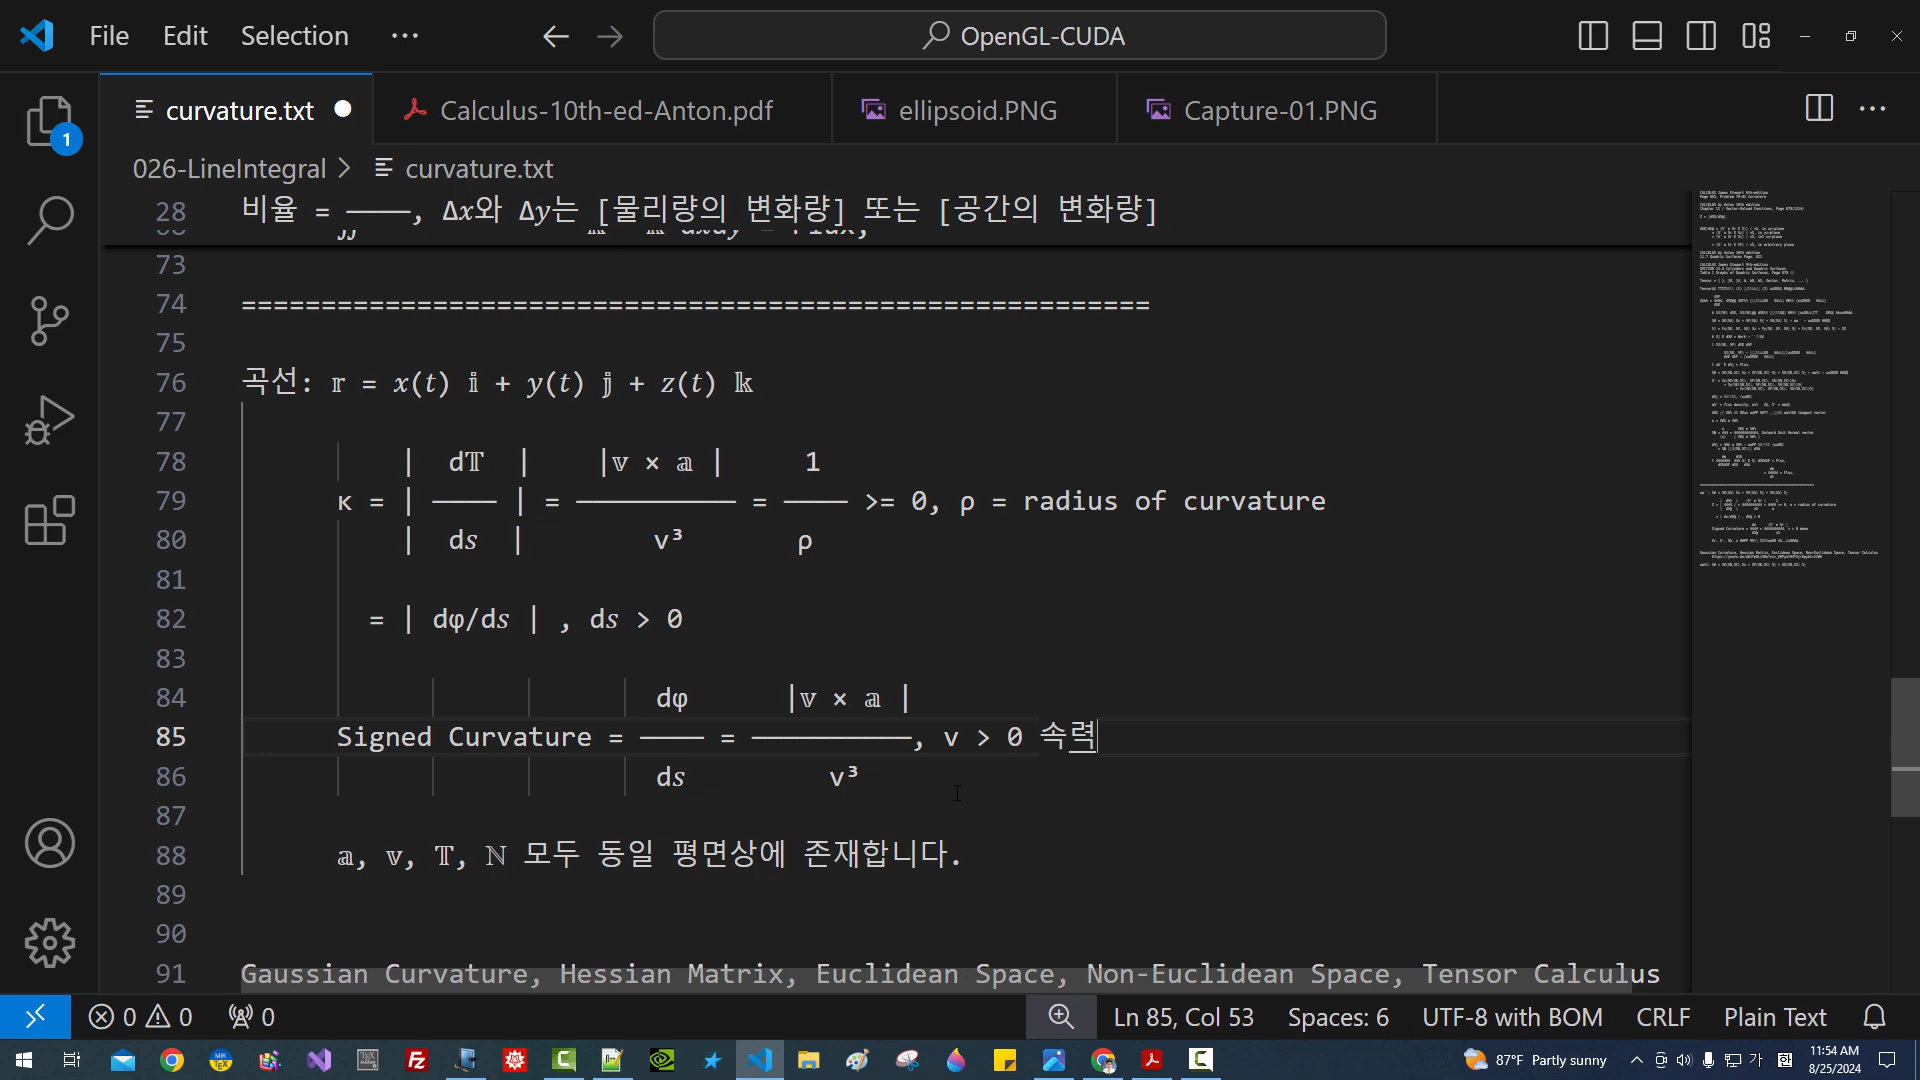 File Edit Selection ··· OpenGL-CUDA
curvature.txt Calculus-10th-ed-Anton.pdf ellipsoid.PNG Capture-01.PNG
1
026-LineIntegral > curvature.txt
28 비율 = ────, Δx와 Δy는 [물리량의 변화량] 또는 [공간의 변화량]
73
74 =========================================================
75
76 곡선: 𝕣 = x(t) 𝕚 + y(t) 𝕛 + z(t) 𝕜
77
78 | d𝕋 | |𝕧 × 𝕒 | 1
79 κ = | ──── | = ────────── = ──── >= 0, ρ = radius of curvature
80 | ds | v³ ρ
81
82 = | dφ/ds | , ds > 0
83
84 dφ |𝕧 × 𝕒 |
85 Signed Curvature = ──── = ──────────, v > 0 속력
86 ds v³
87
88 𝕒, 𝕧, 𝕋, ℕ 모두 동일 평면상에 존재합니다.
89
90
91 Gaussian Curvature, Hessian Matrix, Euclidean Space, Non-Euclidean Space, Tensor Calculus
0 0 0 Ln 85, Col 53 Spaces: 6 UTF-8 with BOM CRLF Plain Text
87°F Partly sunny 가 한 11:54 AM
8/25/2024